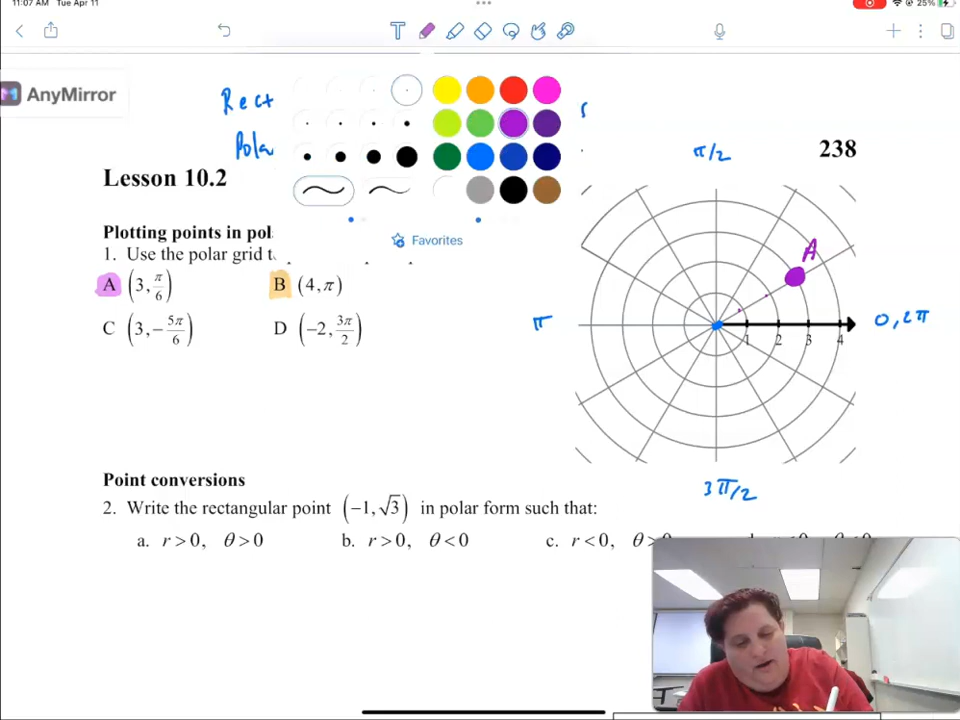 11:07 AM Tue Apr 11
25%
AnyMirror
Rect
Pola
238
Lesson 10.2
π/2
Favorites
Plotting points in pol
1. Use the polar grid t
A (3, π/6) B (4, π)
C (3, -5π/6) D (-2, 3π/2)
A
π
0, 2π
1 2 3 4
3π/2
Point conversions
2. Write the rectangular point (-1, √3) in polar form such that:
a. r > 0, θ > 0 b. r > 0, θ < 0 c. r < 0, θ >